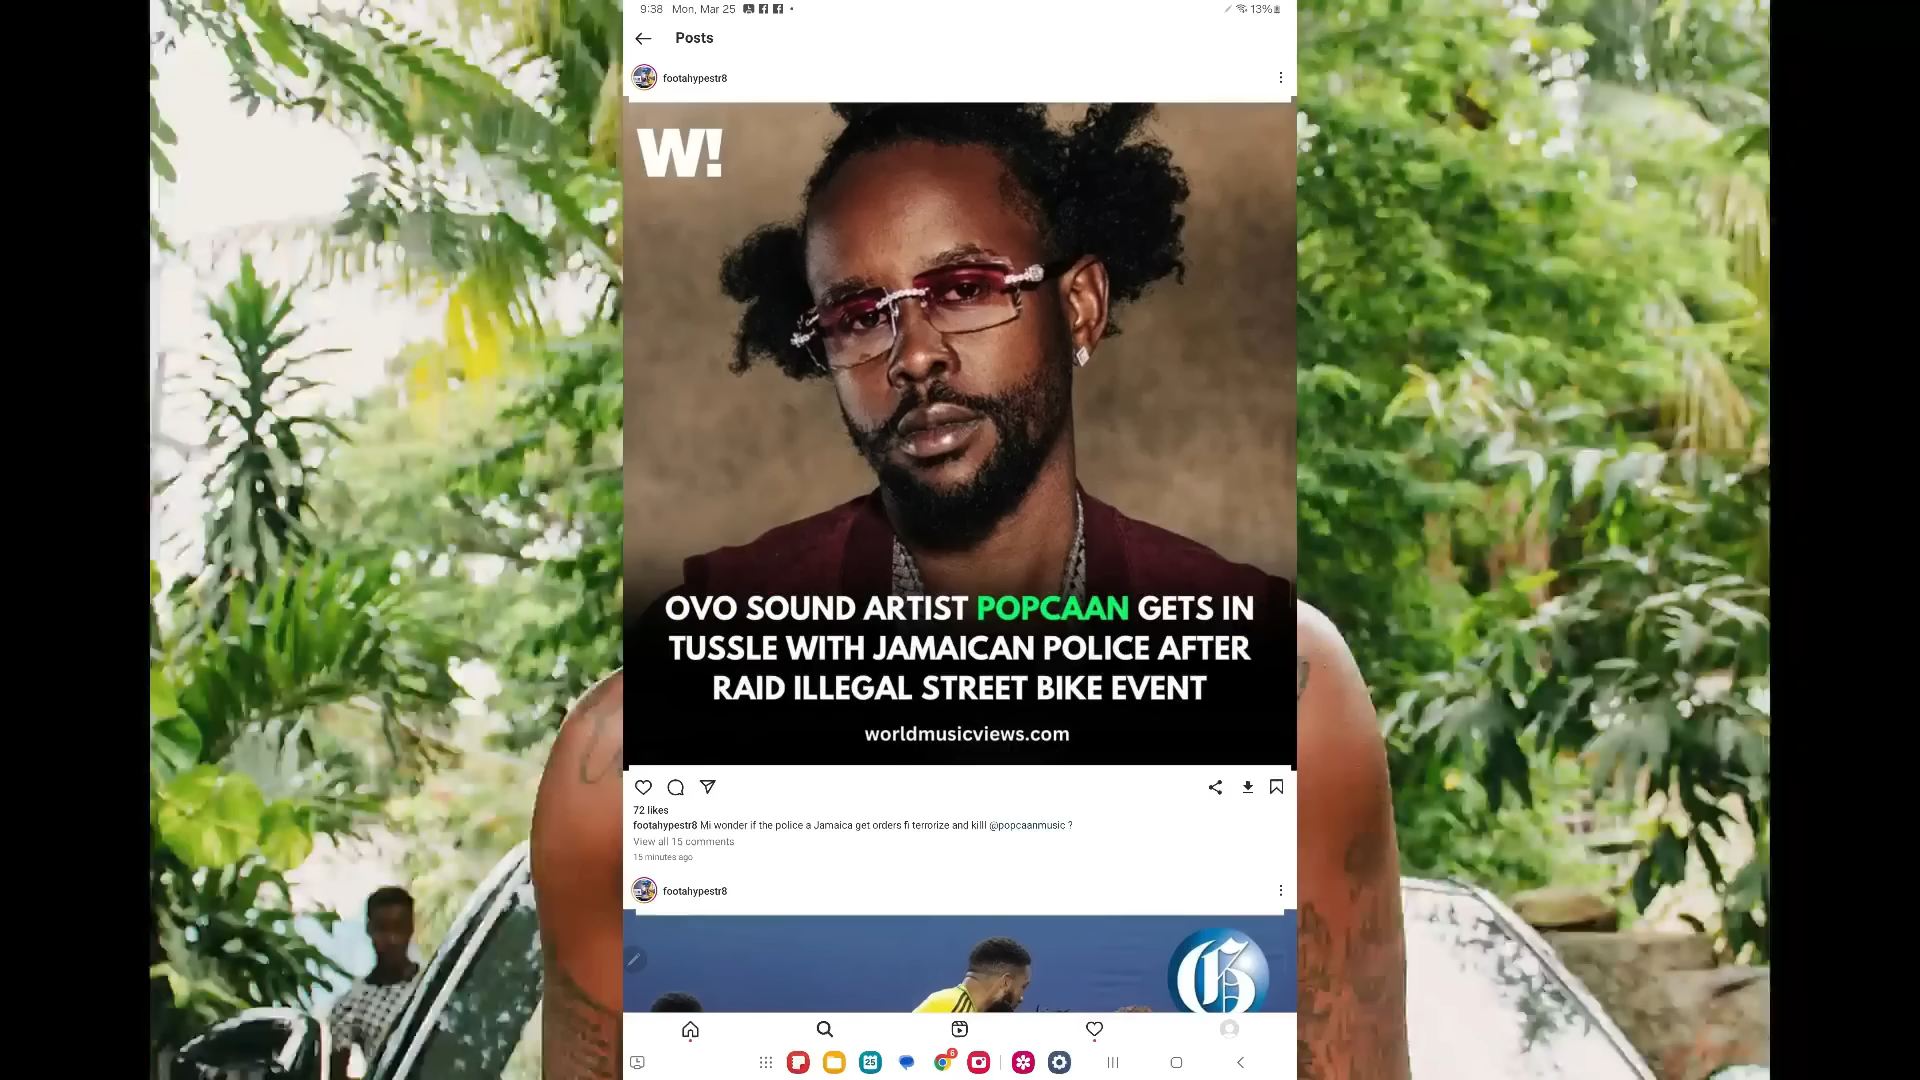 9:38 Mon, Mar 25
13%
Posts
footahypestr8
W!
OVO SOUND ARTIST POPCAAN GETS IN
TUSSLE WITH JAMAICAN POLICE AFTER
RAID ILLEGAL STREET BIKE EVENT
worldmusicviews.com
72 likes
footahypestr8 Mi wonder if the police a Jamaica get orders fi terrorize and killl @popcaanmusic ?
View all 15 comments
15 minutes ago
footahypestr8
G
25
6